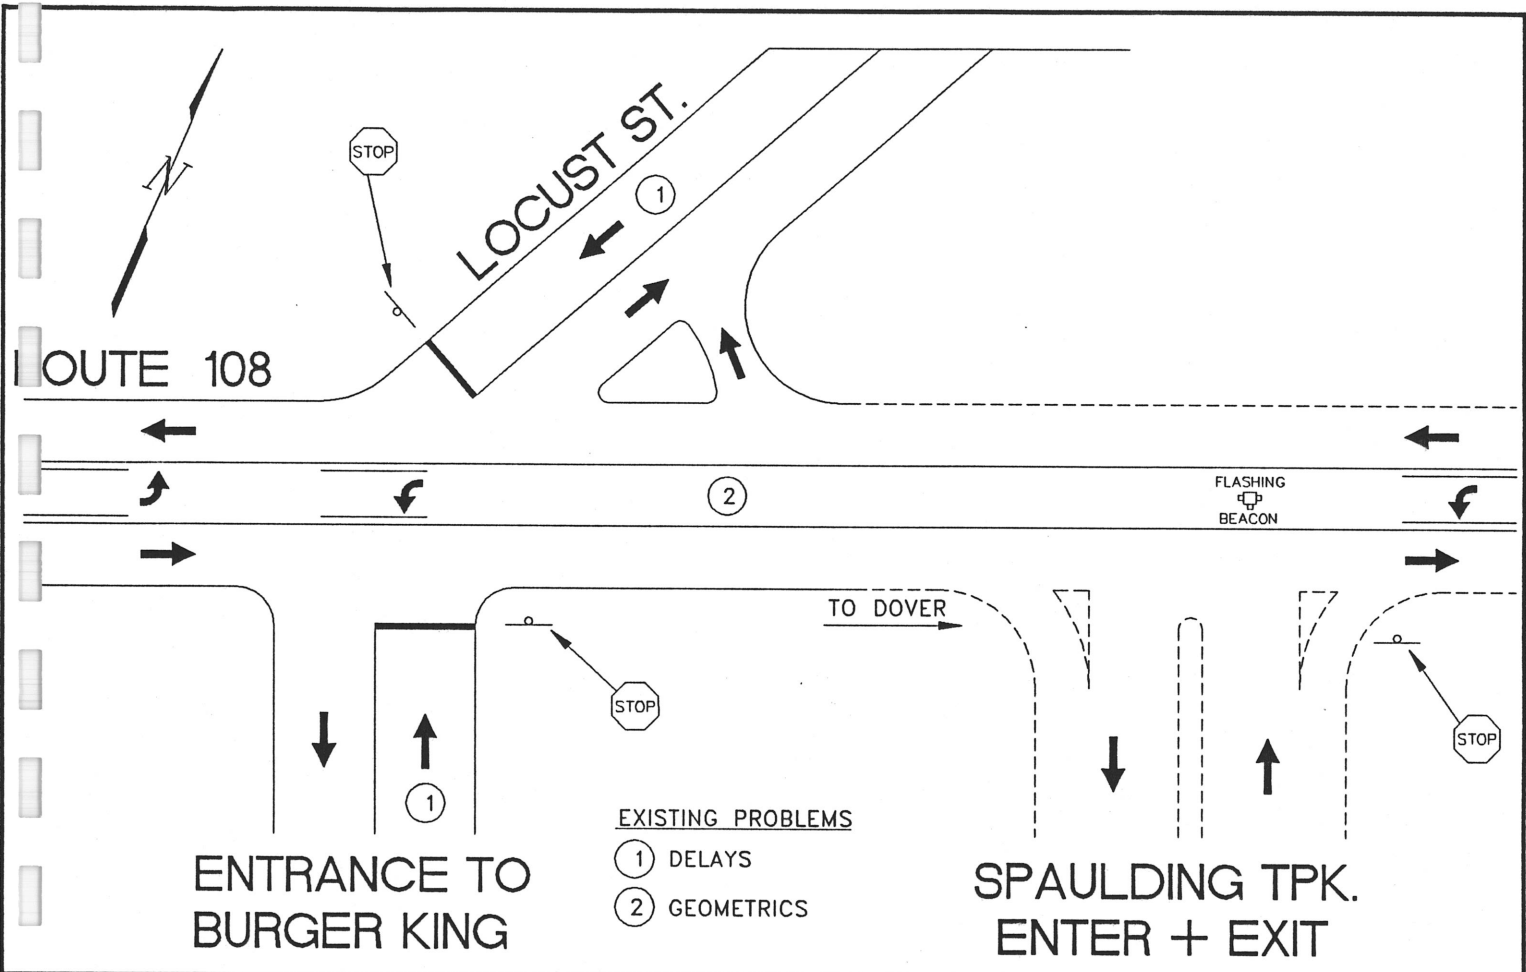 N
STOP
LOCUST ST.
1
OUTE 108
2
FLASHING
BEACON
TO DOVER
STOP
STOP
1
EXISTING PROBLEMS
1 DELAYS
2 GEOMETRICS
ENTRANCE TO
BURGER KING
SPAULDING TPK.
ENTER + EXIT